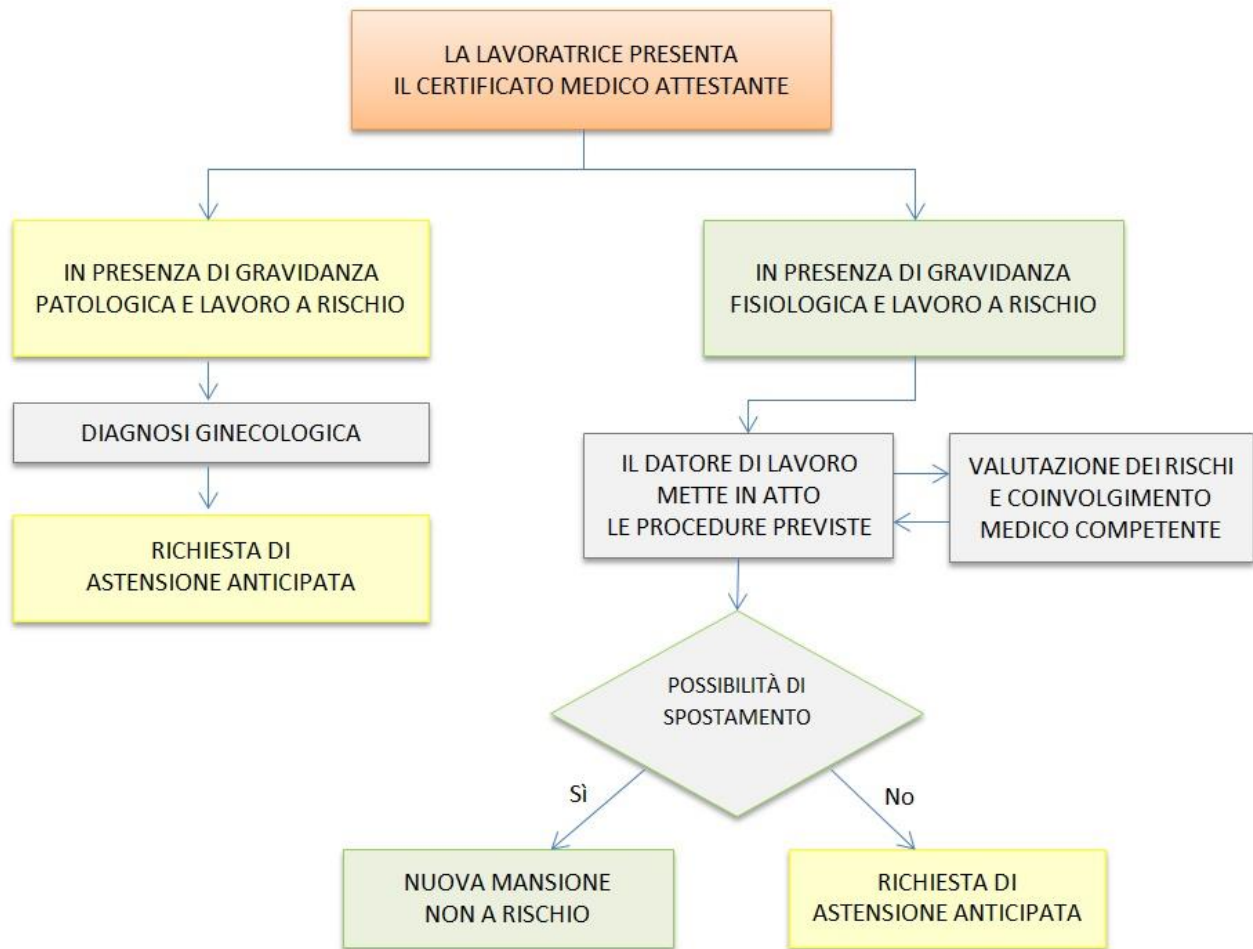 LA LAVORATRICE PRESENTA
IL CERTIFICATO MEDICO ATTESTANTE
IN PRESENZA DI GRAVIDANZA
PATOLOGICA E LAVORO A RISCHIO
IN PRESENZA DI GRAVIDANZA
FISIOLOGICA E LAVORO A RISCHIO
DIAGNOSI GINECOLOGICA
IL DATORE DI LAVORO
METTE IN ATTO
LE PROCEDURE PREVISTE
VALUTAZIONE DEI RISCHI
E COINVOLGIMENTO
MEDICO COMPETENTE
RICHIESTA DI
ASTENSIONE ANTICIPATA
POSSIBILITÀ DI
SPOSTAMENTO
Sì
No
NUOVA MANSIONE
NON A RISCHIO
RICHIESTA DI
ASTENSIONE ANTICIPATA